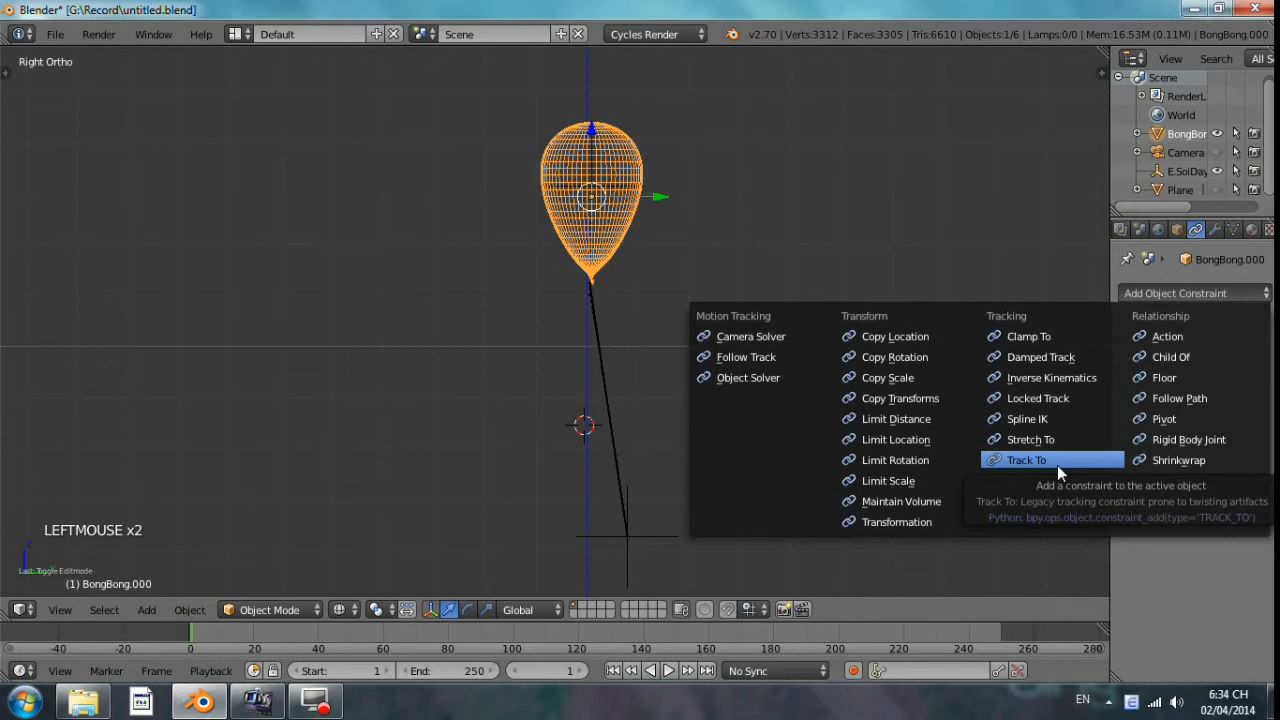 Blender* [G:\Record\untitled.blend]
File Render Window Help Default Scene Cycles Render v2.70 | Verts:3312 | Faces:3305 | Tris:6610 | Objects:1/6 | Lamps:0/0 | Mem:16.53M (0.11M) | BongBong.000
Right Ortho
View Search All S
Scene
RenderL
World
BongBon
Camera
E.SoiDay
Plane
BongBong.000
Add Object Constraint
Motion Tracking
Camera Solver
Follow Track
Object Solver
Transform
Copy Location
Copy Rotation
Copy Scale
Copy Transforms
Limit Distance
Limit Location
Limit Rotation
Limit Scale
Maintain Volume
Transformation
Tracking
Clamp To
Damped Track
Inverse Kinematics
Locked Track
Spline IK
Stretch To
Track To
Relationship
Action
Child Of
Floor
Follow Path
Pivot
Rigid Body Joint
Shrinkwrap
Add a constraint to the active object
Track To: Legacy tracking constraint prone to twisting artifacts
Python: bpy.ops.object.constraint_add(type='TRACK_TO')
LEFTMOUSE x2
Last: Toggle Editmode
(1) BongBong.000
View Select Add Object Object Mode Global
-40 -20 0 20 40 60 80 100 120 140 160 180 200 220 240 260 280
View Marker Frame Playback Start: 1 End: 250 1 No Sync
EN 6:34 CH
02/04/2014